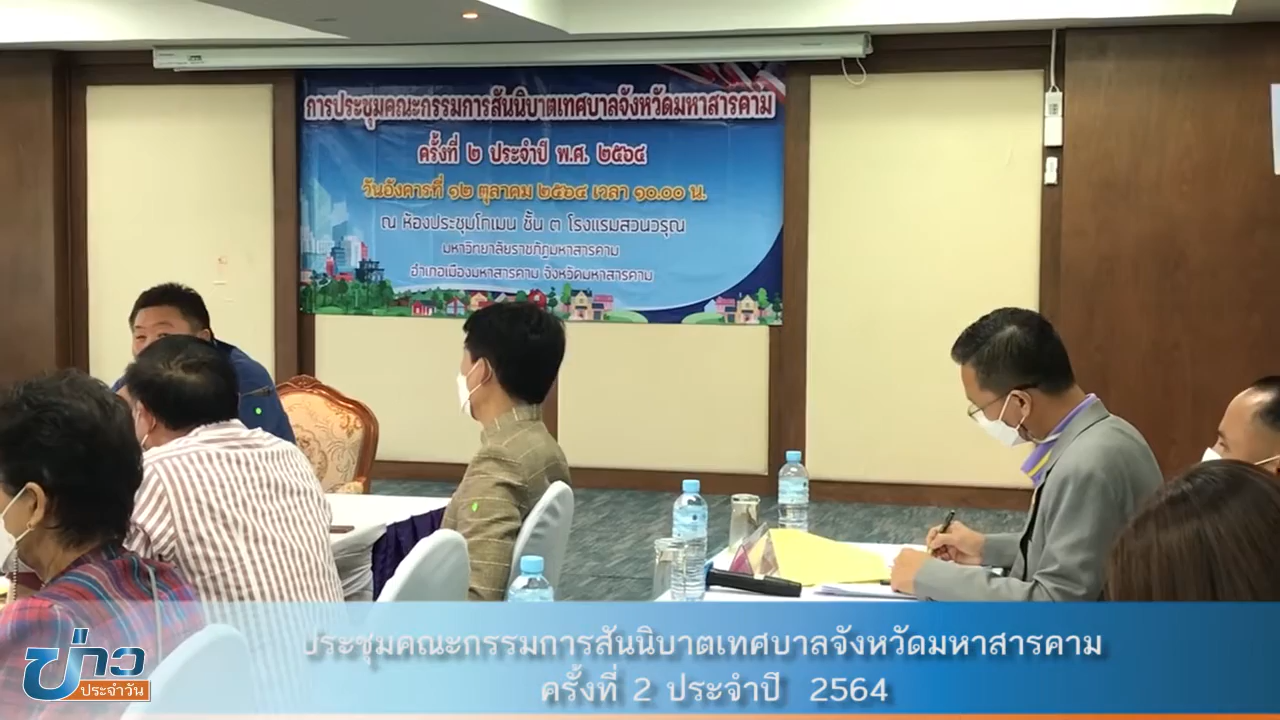 การประชุมคณะกรรมการสันนิบาตเทศบาลจังหวัดมหาสารคาม
ครั้งที่ ๒ ประจำปี พ.ศ. ๒๕๖๔
วันอังคารที่ ๑๒ ตุลาคม ๒๕๖๔ เวลา ๑๐.๐๐ น.
ณ ห้องประชุมโกเมน ชั้น ๓ โรงแรมสวนวรุณ
มหาวิทยาลัยราชภัฏมหาสารคาม
อำเภอเมืองมหาสารคาม จังหวัดมหาสารคาม
ประชุมคณะกรรมการสันนิบาตเทศบาลจังหวัดมหาสารคาม
ครั้งที่ 2 ประจำปี 2564
ข่าว
ประจำวัน